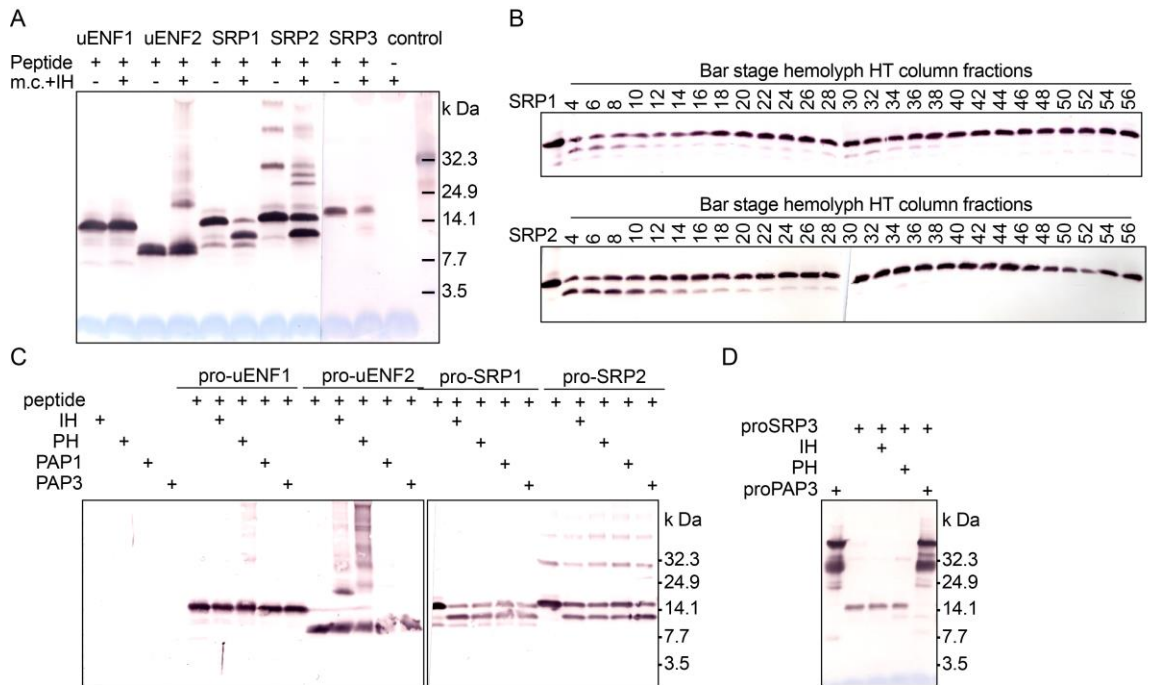 A
uENF1 uENF2 SRP1 SRP2 SRP3 control
Peptide + + + + + + + + + + -
m.c.+IH - + - + - + - + - + +
k Da
32.3
24.9
14.1
7.7
3.5
B
Bar stage hemolyph HT column fractions
SRP1 4 6 8 10 12 14 16 18 20 22 24 26 28 30 32 34 36 38 40 42 44 46 48 50 52 54 56
Bar stage hemolyph HT column fractions
SRP2 4 6 8 10 12 14 16 18 20 22 24 26 28 30 32 34 36 38 40 42 44 46 48 50 52 54 56
C
pro-uENF1 pro-uENF2 pro-SRP1 pro-SRP2
peptide + + + + + + + + + + + + + + + + + + + +
IH + + + + +
PH + + + + +
PAP1 + + + + +
PAP3 + + + + +
k Da
32.3
24.9
14.1
7.7
3.5
D
proSRP3 + + + +
IH +
PH +
proPAP3 + +
k Da
32.3
24.9
14.1
7.7
3.5